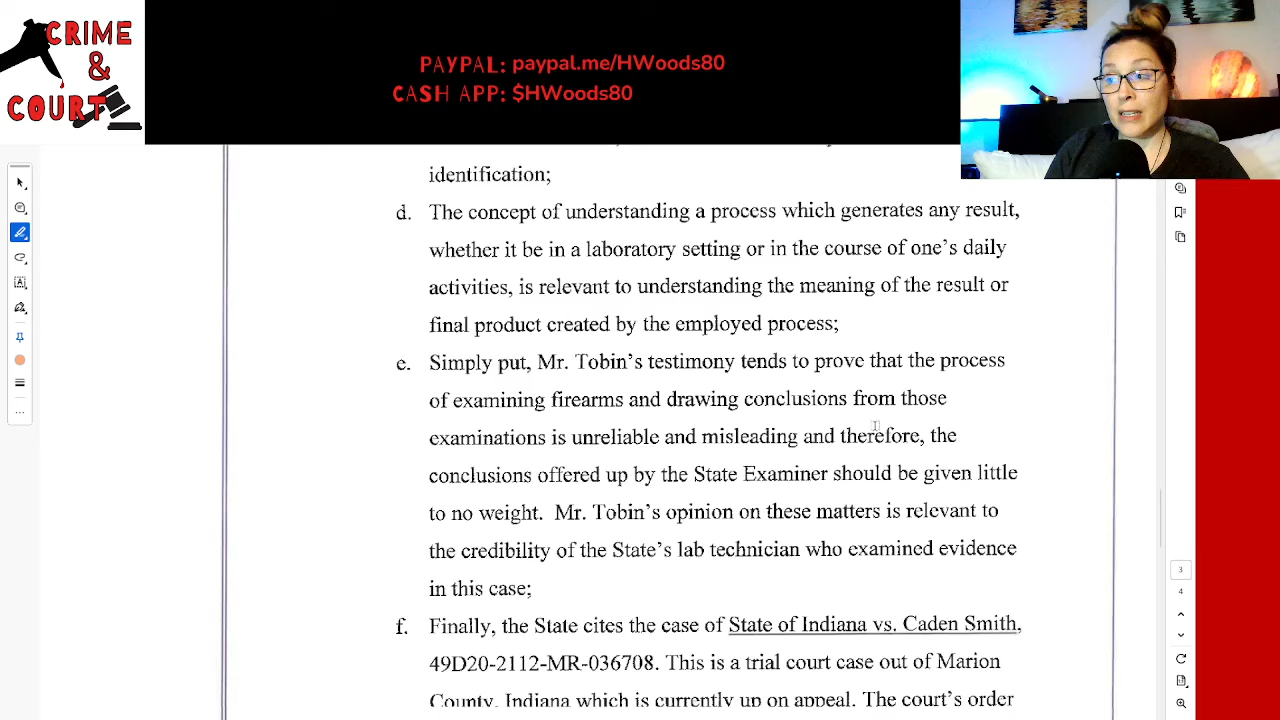 CRIME
&
COURT
PAYPAL: paypal.me/HWoods80
CASH APP: $HWoods80
identification;
d. The concept of understanding a process which generates any result,
whether it be in a laboratory setting or in the course of one's daily
activities, is relevant to understanding the meaning of the result or
final product created by the employed process;
e. Simply put, Mr. Tobin's testimony tends to prove that the process
of examining firearms and drawing conclusions from those
examinations is unreliable and misleading and therefore, the
conclusions offered up by the State Examiner should be given little
to no weight. Mr. Tobin's opinion on these matters is relevant to
the credibility of the State's lab technician who examined evidence
in this case;
f. Finally, the State cites the case of State of Indiana vs. Caden Smith,
49D20-2112-MR-036708. This is a trial court case out of Marion
County, Indiana which is currently up on appeal. The court's order
3
4